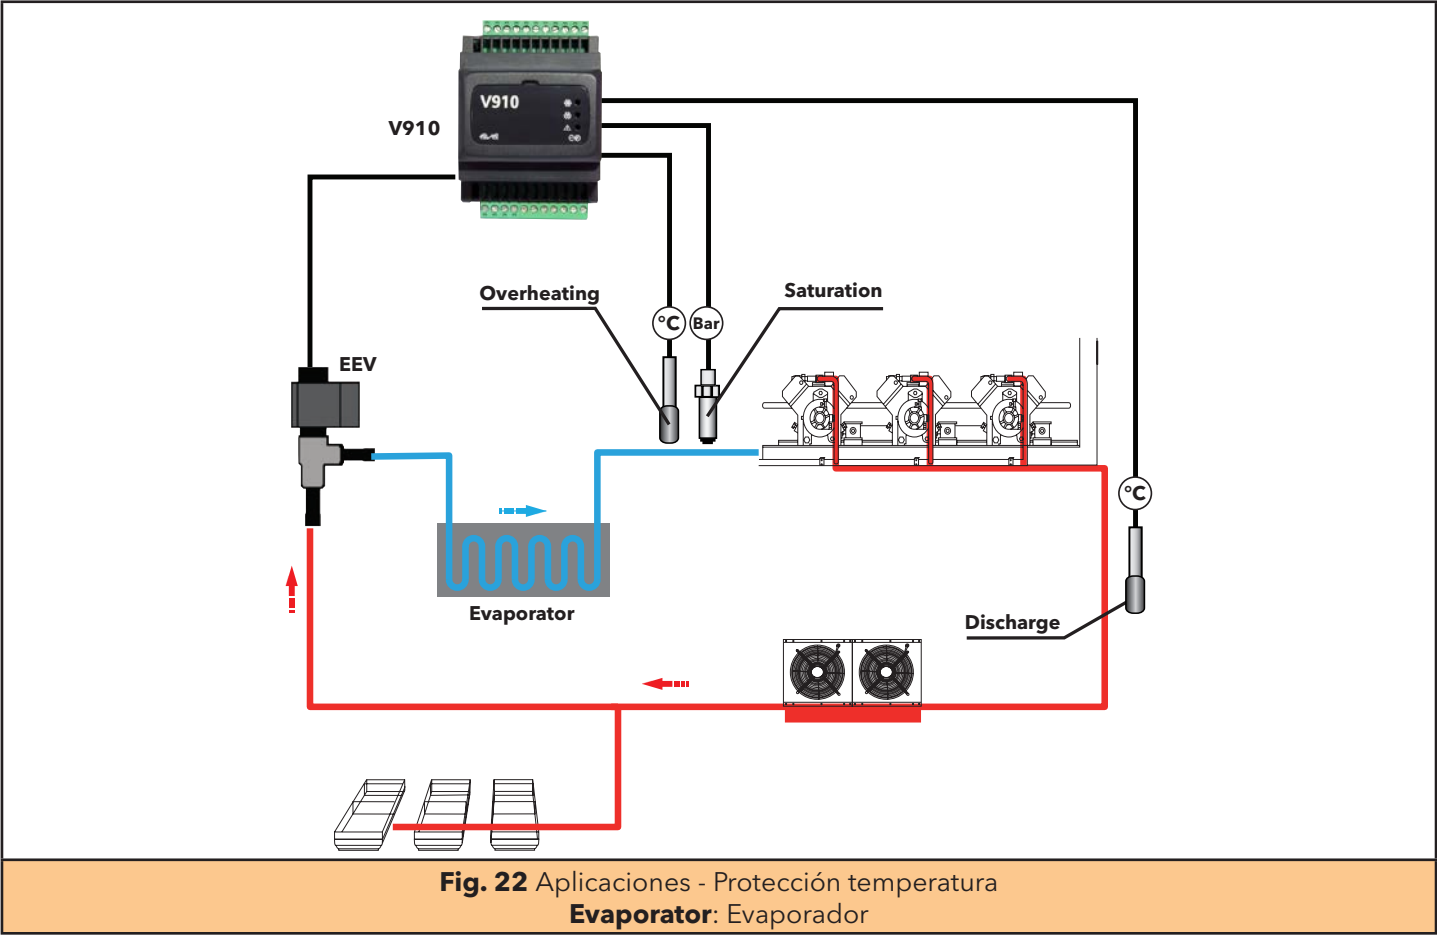 V910
V910
Overheating
Saturation
°C
Bar
EEV
°C
Evaporator
Discharge
Fig. 22 Aplicaciones - Protección temperatura
Evaporator: Evaporador